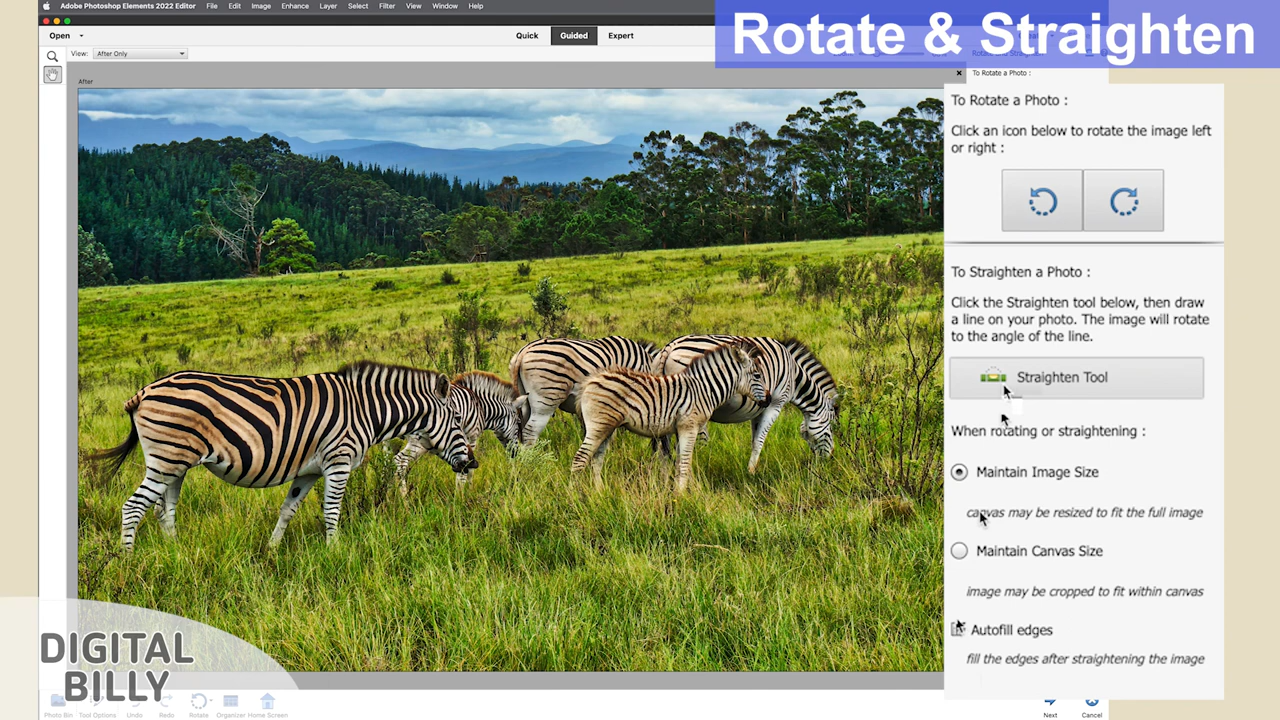 Adobe Photoshop Elements 2022 Editor File Edit Image Enhance Layer Select Filter View Window Help
Rotate & Straighten
Open Quick Guided Expert
View: After Only
After
To Rotate a Photo :
To Rotate a Photo :
Click an icon below to rotate the image left
or right :
To Straighten a Photo :
Click the Straighten tool below, then draw
a line on your photo. The image will rotate
to the angle of the line.
Straighten Tool
When rotating or straightening :
Maintain Image Size
canvas may be resized to fit the full image
Maintain Canvas Size
image may be cropped to fit within canvas
Autofill edges
fill the edges after straightening the image
DIGITAL
BILLY
Photo Bin Tool Options Undo Redo Rotate Organizer Home Screen Next Cancel